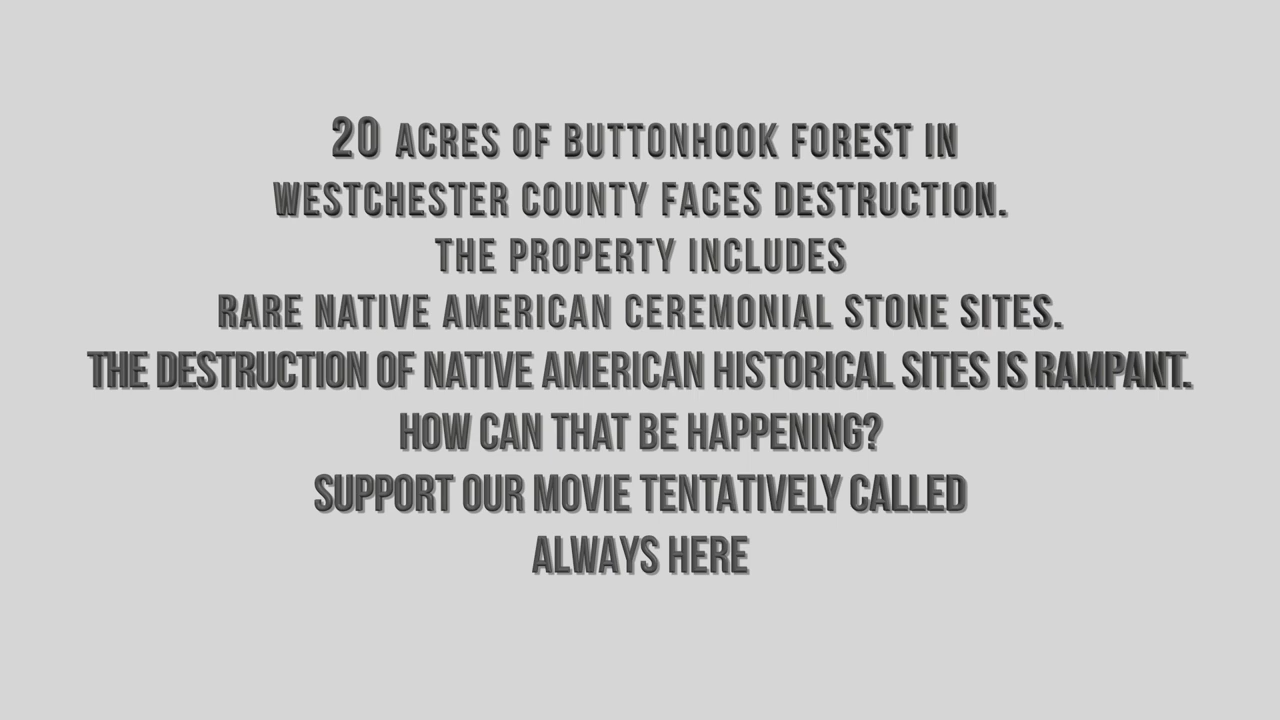 20 ACRES OF BUTTONHOOK FOREST IN
WESTCHESTER COUNTY FACES DESTRUCTION.
THE PROPERTY INCLUDES
RARE NATIVE AMERICAN CEREMONIAL STONE SITES.
THE DESTRUCTION OF NATIVE AMERICAN HISTORICAL SITES IS RAMPANT.
HOW CAN THAT BE HAPPENING?
SUPPORT OUR MOVIE TENTATIVELY CALLED
ALWAYS HERE